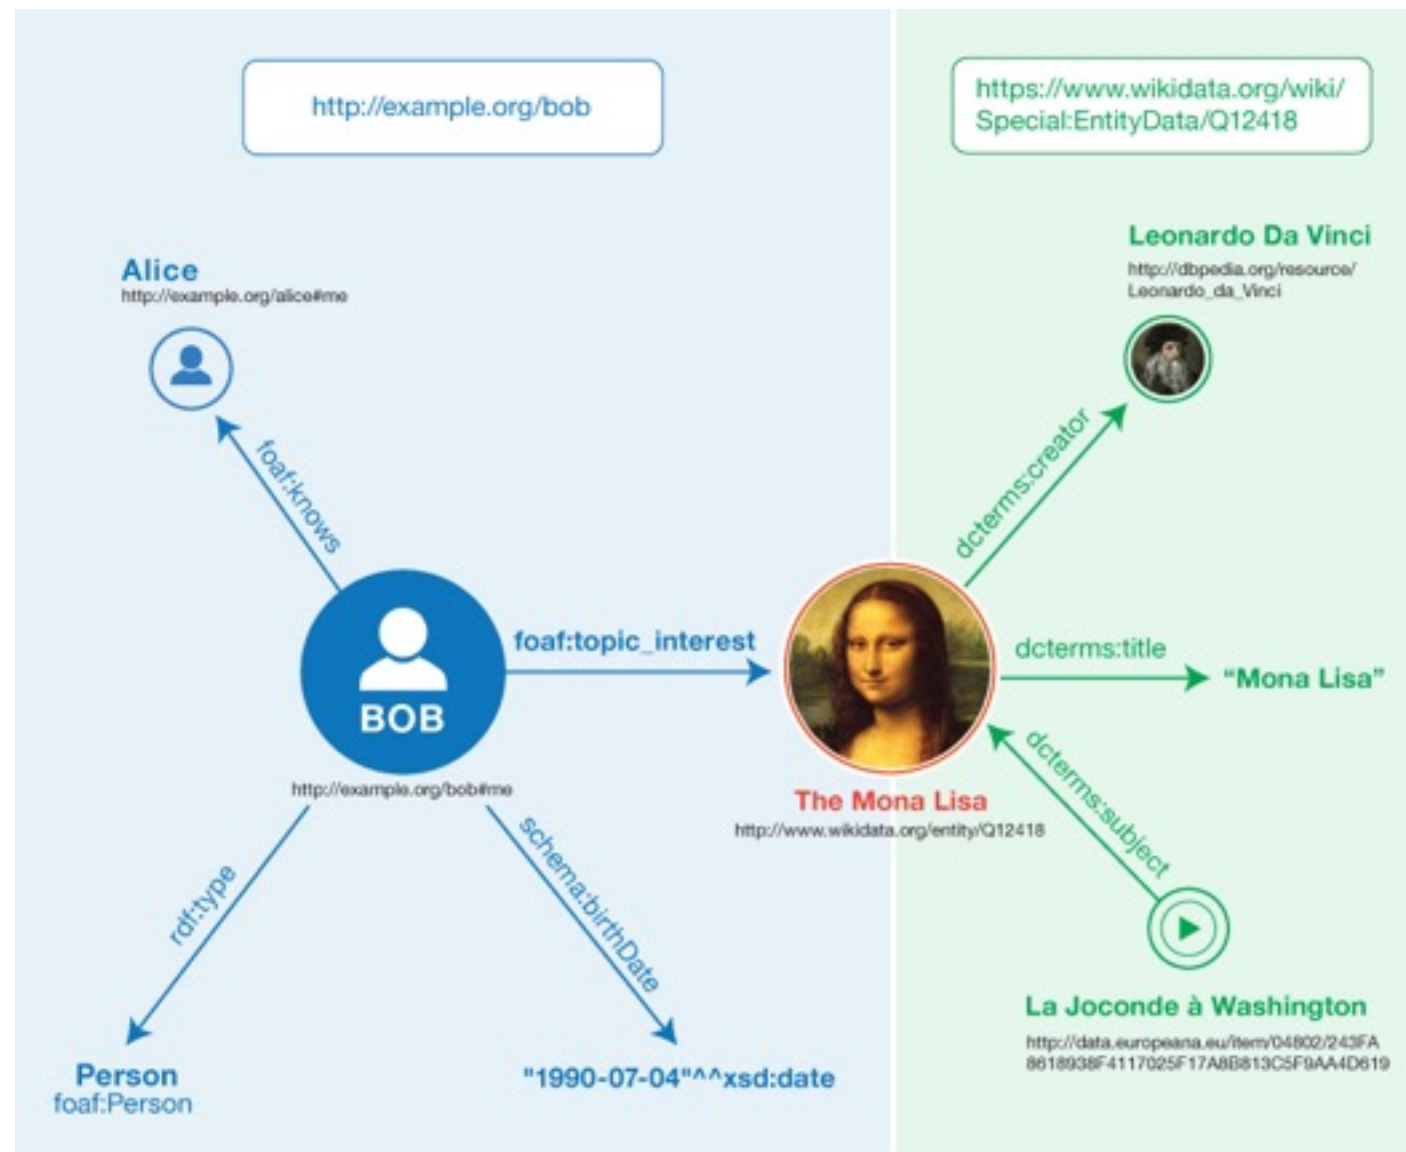 http://example.org/bob
https://www.wikidata.org/wiki/
Special:EntityData/Q12418
Alice
http://example.org/alice#me
Leonardo Da Vinci
http://dbpedia.org/resource/
Leonardo_da_Vinci
foaf:knows
dcterms:creator
foaf:topic_interest
dcterms:title
"Mona Lisa"
BOB
http://example.org/bob#me
The Mona Lisa
http://www.wikidata.org/entity/Q12418
dcterms:subject
rdf:type
schema:birthDate
La Joconde à Washington
http://data.europeana.eu/item/04802/243FA
8618938F4117025F17A8B813C5F9AA4D619
Person
foaf:Person
"1990-07-04"^^xsd:date